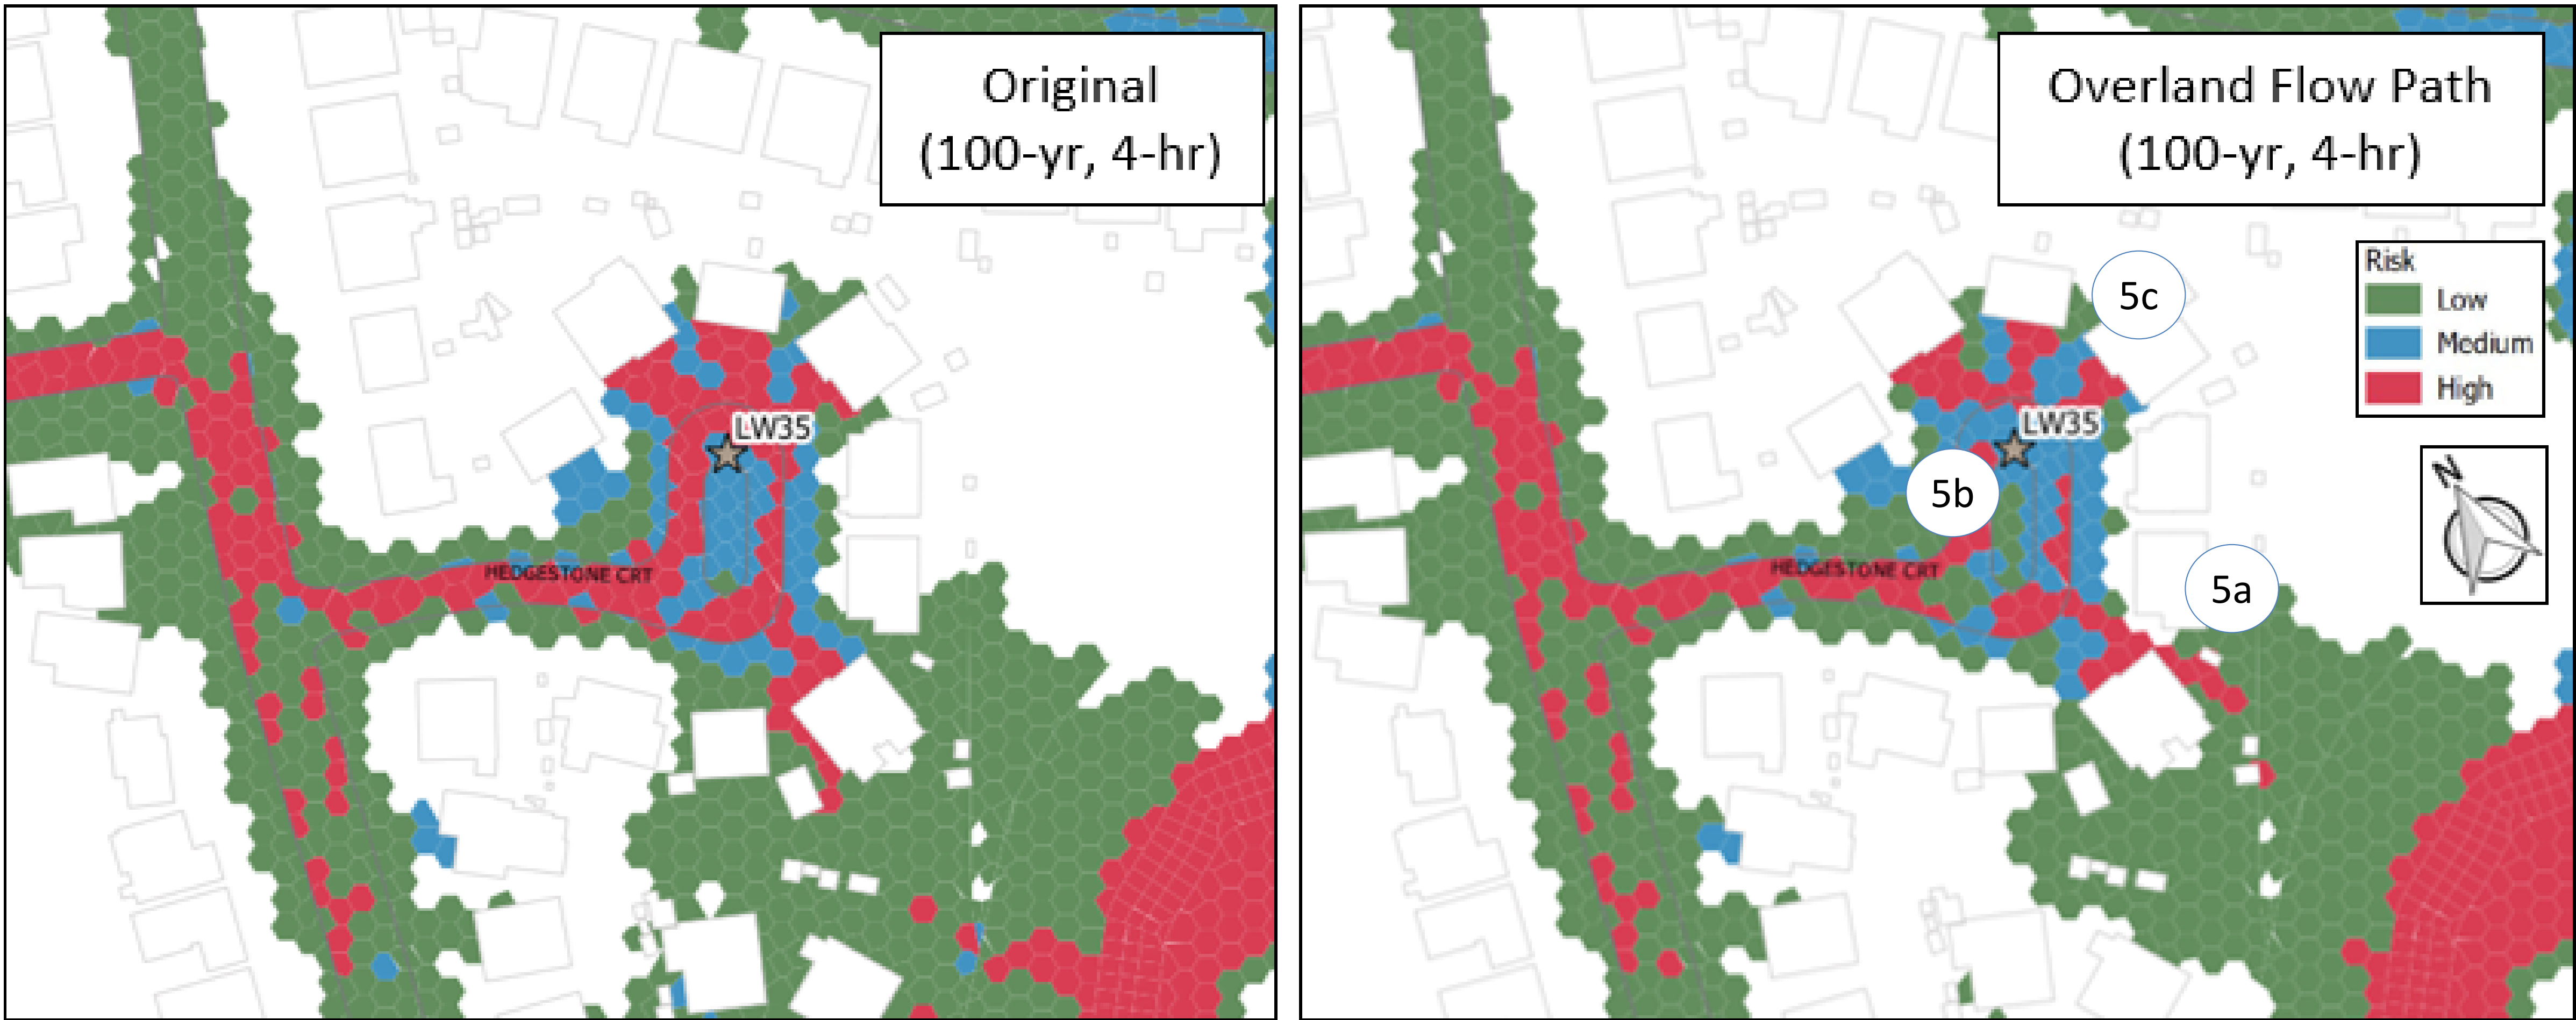 Original
(100-yr, 4-hr)
LW35
HEDGESTONE CRT
Overland Flow Path
(100-yr, 4-hr)
Risk
Low
Medium
High
N
5c
LW35
5b
HEDGESTONE CRT
5a